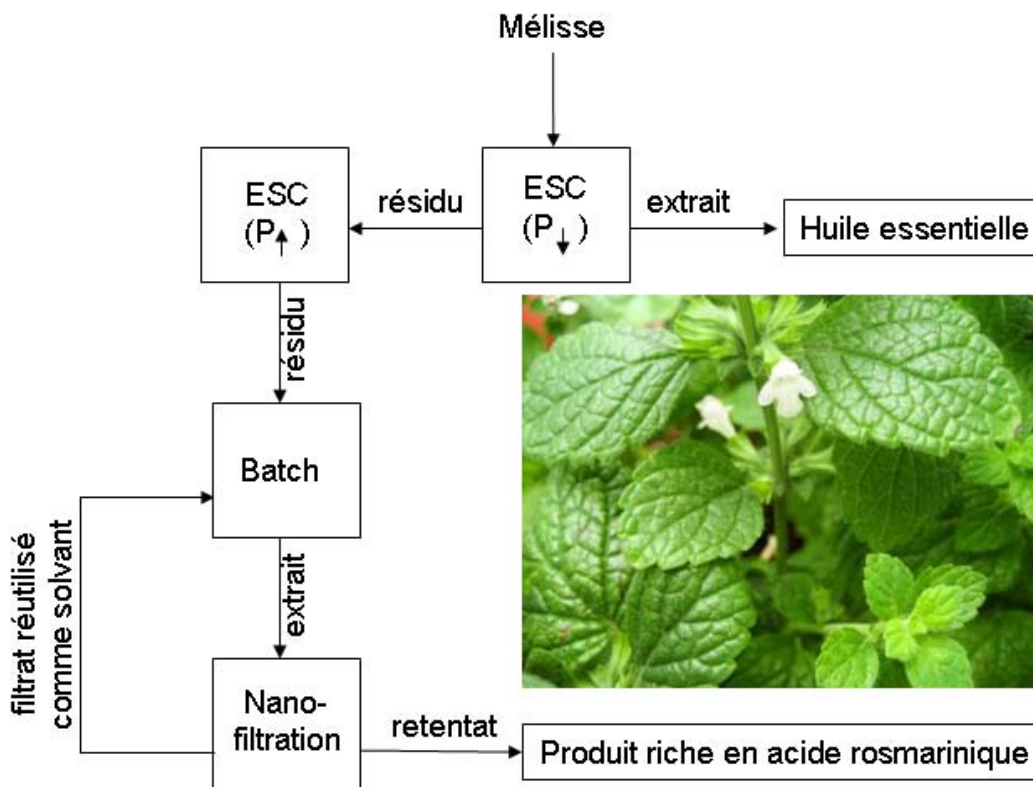 Mélisse
ESC
(P↓)
extrait
Huile essentielle
résidu
ESC
(P↑)
résidu
Batch
extrait
Nano-
filtration
retentat
Produit riche en acide rosmarinique
filtrat réutilisé
comme solvant